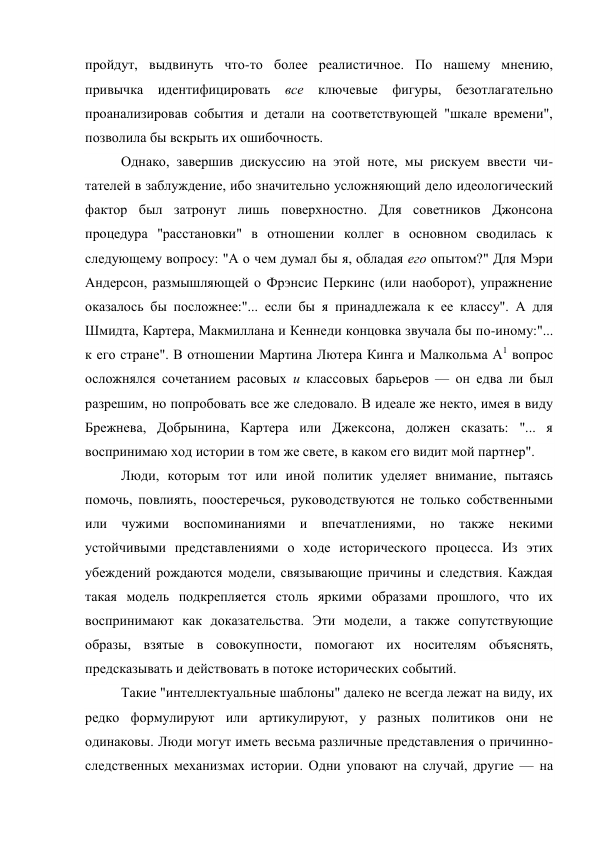 пройдут, выдвинуть что-то более реалистичное. По нашему мнению,
привычка идентифицировать все ключевые фигуры, безотлагательно
проанализировав события и детали на соответствующей "шкале времени",
позволила бы вскрыть их ошибочность.
Однако, завершив дискуссию на этой ноте, мы рискуем ввести чи-
тателей в заблуждение, ибо значительно усложняющий дело идеологический
фактор был затронут лишь поверхностно. Для советников Джонсона
процедура "расстановки" в отношении коллег в основном сводилась к
следующему вопросу: "А о чем думал бы я, обладая его опытом?" Для Мэри
Андерсон, размышляющей о Фрэнсис Перкинс (или наоборот), упражнение
оказалось бы посложнее:"... если бы я принадлежала к ее классу". А для
Шмидта, Картера, Макмиллана и Кеннеди концовка звучала бы по-иному:"...
к его стране". В отношении Мартина Лютера Кинга и Малкольма А¹ вопрос
осложнялся сочетанием расовых и классовых барьеров — он едва ли был
разрешим, но попробовать все же следовало. В идеале же некто, имея в виду
Брежнева, Добрынина, Картера или Джексона, должен сказать: "... я
воспринимаю ход истории в том же свете, в каком его видит мой партнер".
Люди, которым тот или иной политик уделяет внимание, пытаясь
помочь, повлиять, поостеречься, руководствуются не только собственными
или чужими воспоминаниями и впечатлениями, но также некими
устойчивыми представлениями о ходе исторического процесса. Из этих
убеждений рождаются модели, связывающие причины и следствия. Каждая
такая модель подкрепляется столь яркими образами прошлого, что их
воспринимают как доказательства. Эти модели, а также сопутствующие
образы, взятые в совокупности, помогают их носителям объяснять,
предсказывать и действовать в потоке исторических событий.
Такие "интеллектуальные шаблоны" далеко не всегда лежат на виду, их
редко формулируют или артикулируют, у разных политиков они не
одинаковы. Люди могут иметь весьма различные представления о причинно-
следственных механизмах истории. Одни уповают на случай, другие — на